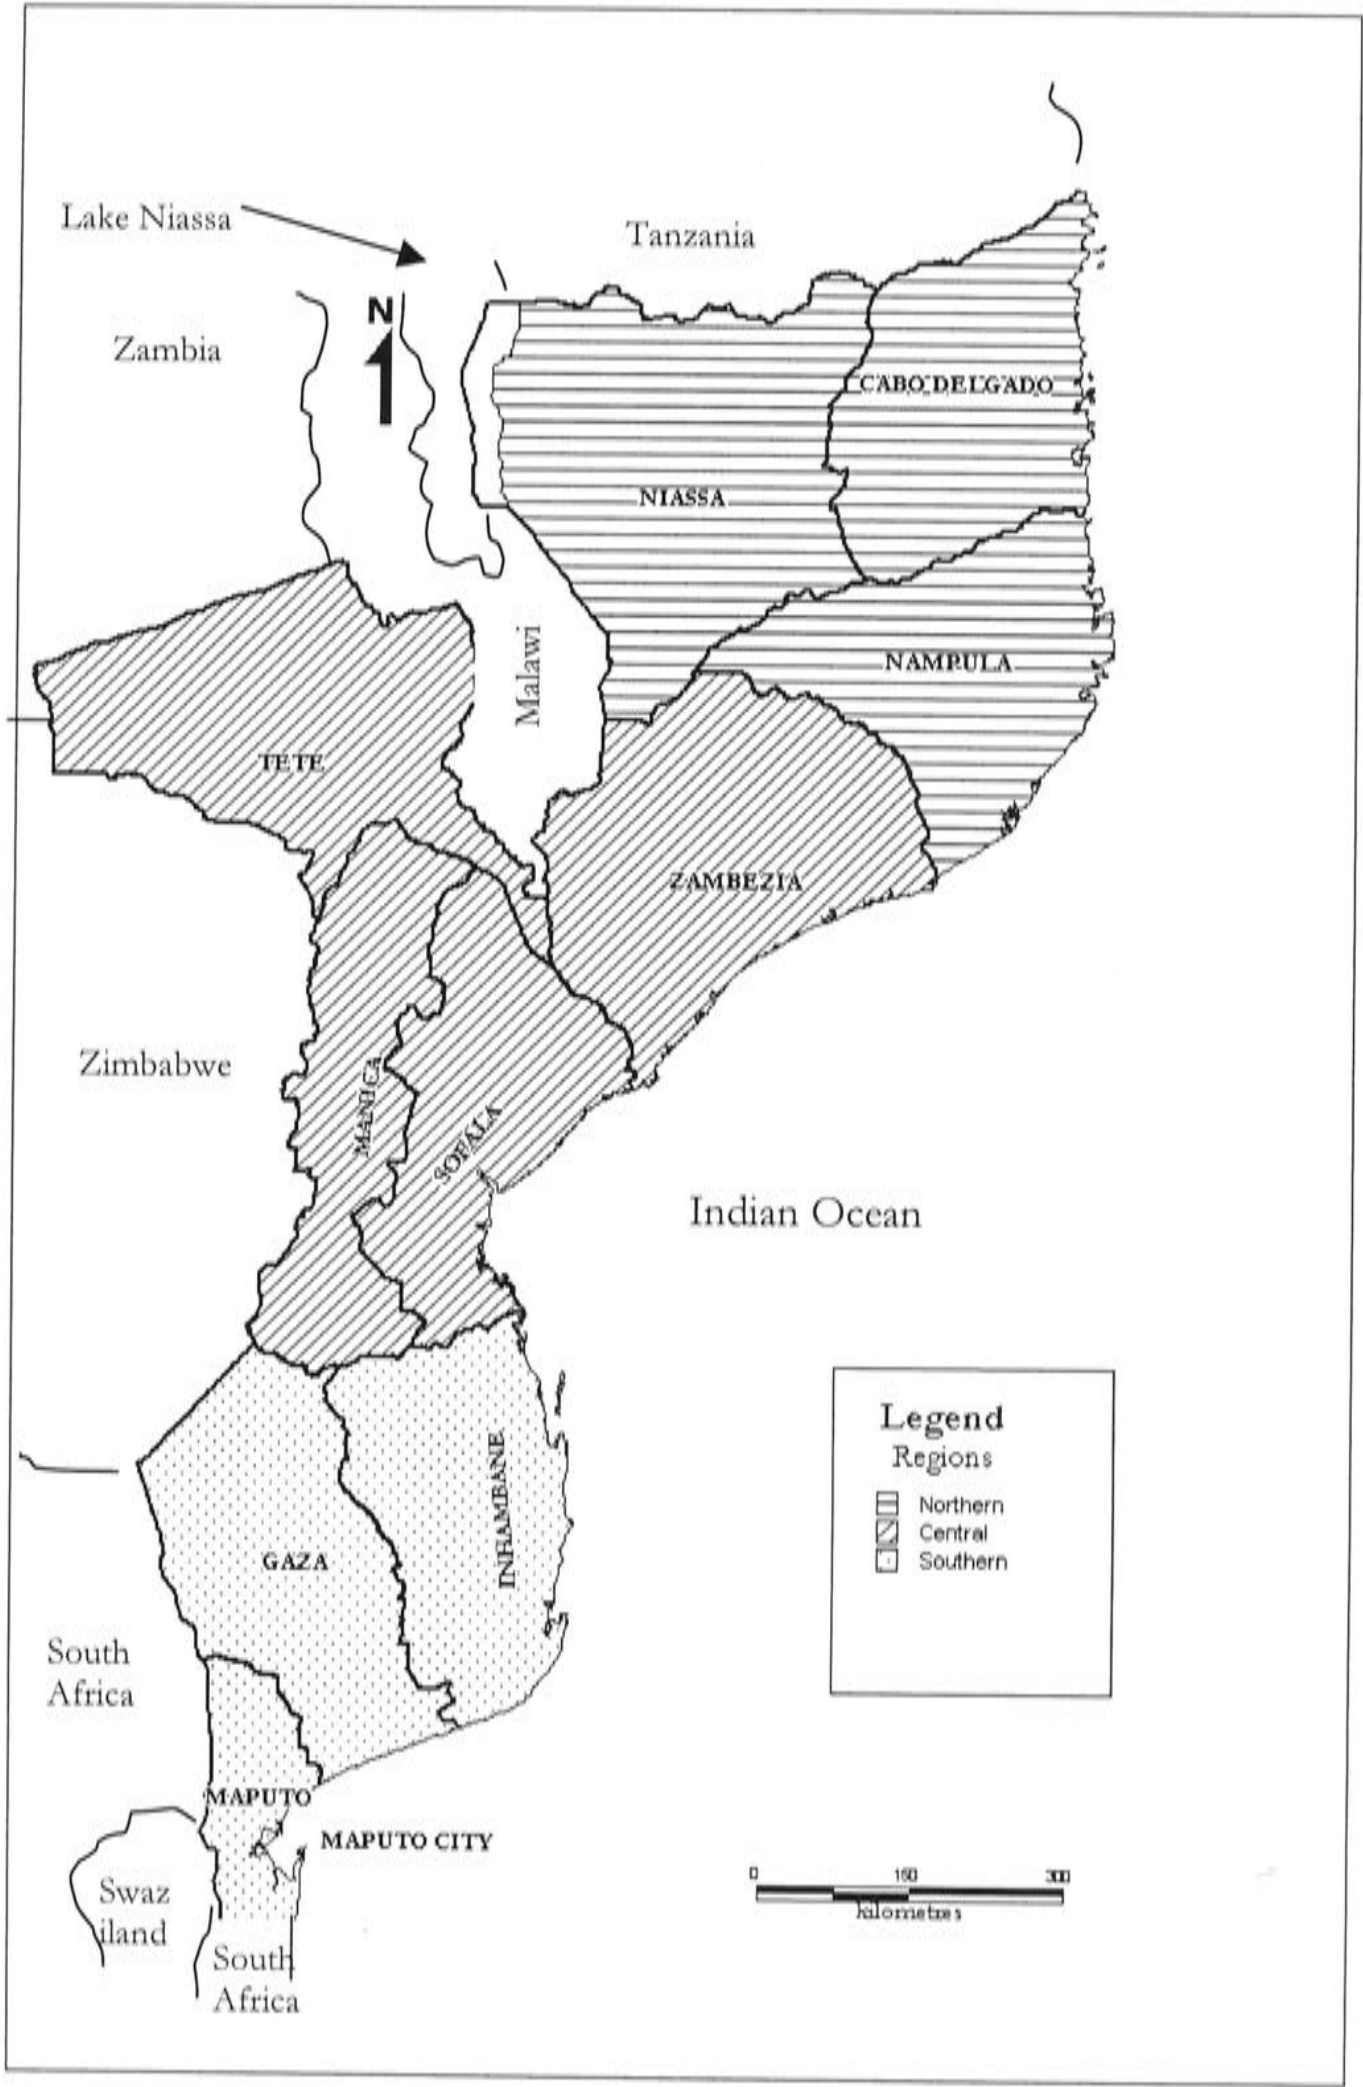 Lake Niassa
Tanzania
N
Zambia
CABO DELGADO
NIASSA
Malawi
NAMPULA
TETE
ZAMBEZIA
Zimbabwe
MANICA
SOFALA
Indian Ocean
Legend
Regions
Northern
Central
Southern
INHAMBANE
GAZA
South
Africa
MAPUTO
MAPUTO CITY
Swaz
iland
South
Africa
0 150 300
kilometres